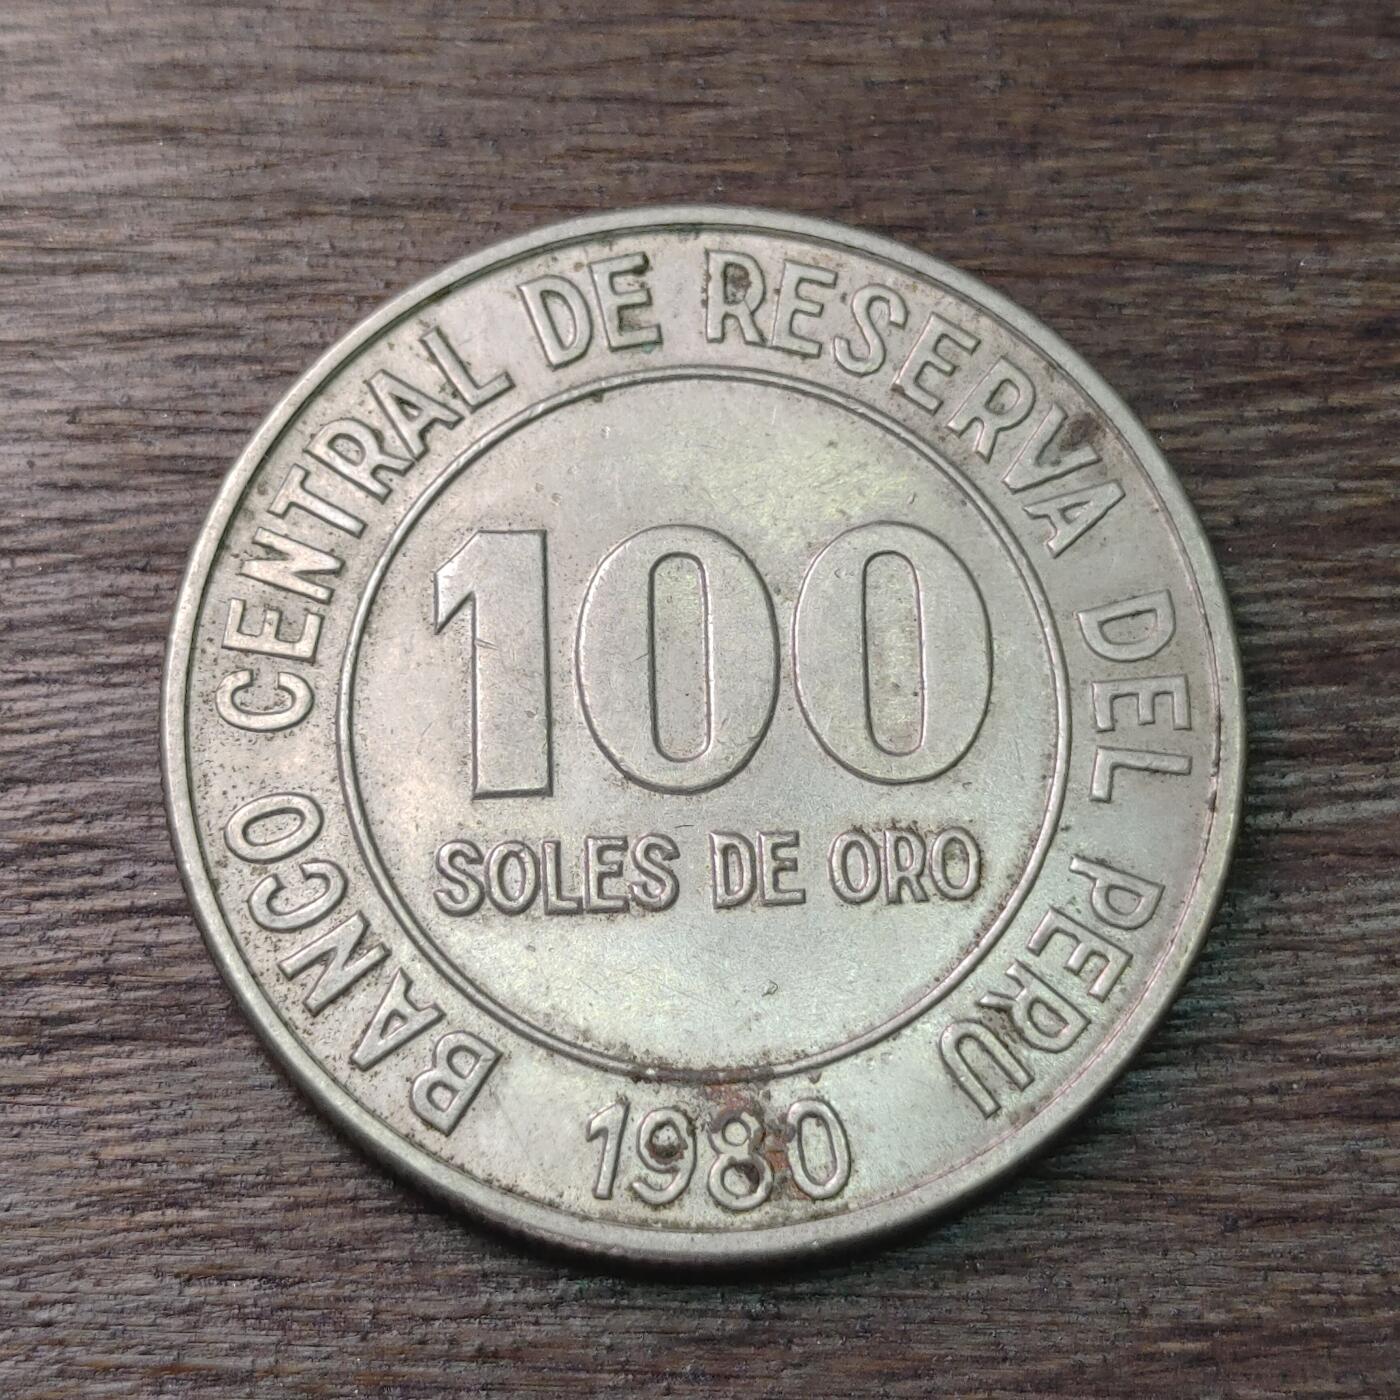 BANCO CENTRAL DE RESERVA DEL PERU
100
SOLES DE ORO
1980